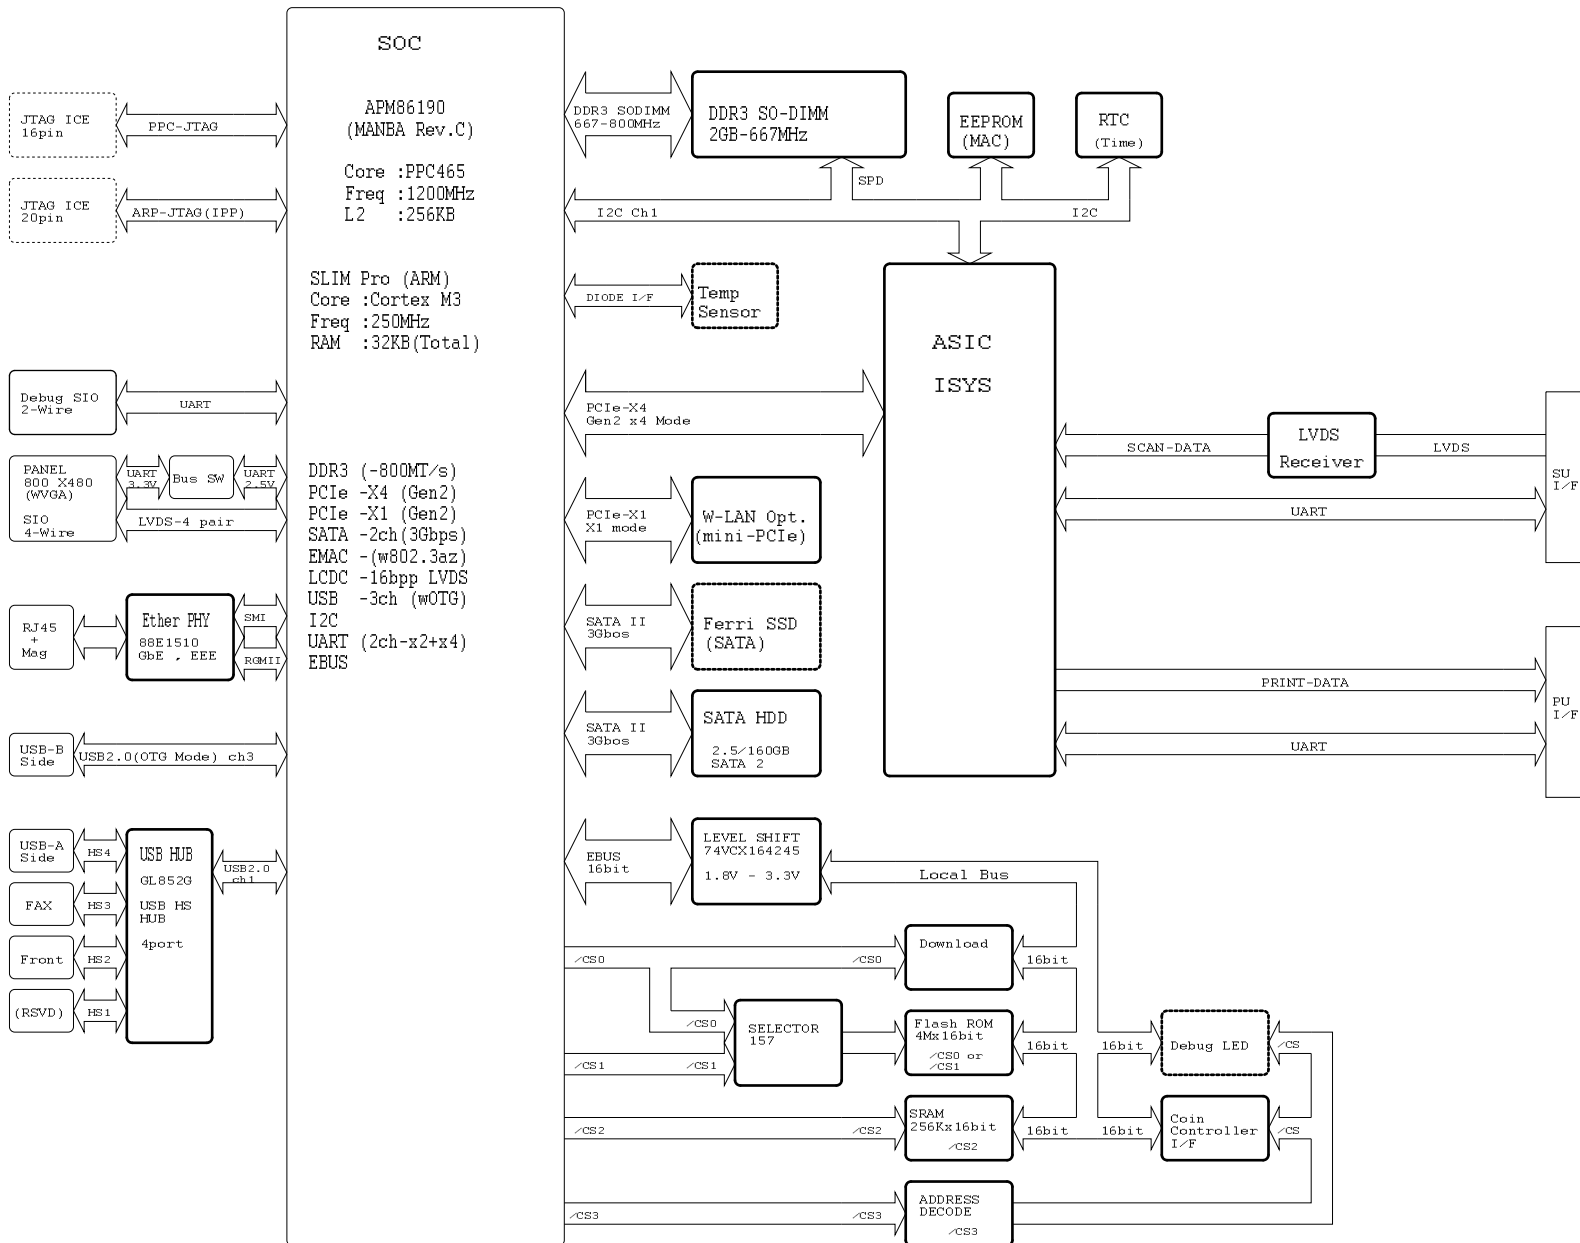 SOC
APM86190
(MANBA Rev.C)
Core :PPC465
Freq :1200MHz
L2 :256KB
SLIM Pro (ARM)
Core :Cortex M3
Freq :250MHz
RAM :32KB(Total)
DDR3 (-800MT/s)
PCIe -X4 (Gen2)
PCIe -X1 (Gen2)
SATA -2ch(3Gbps)
EMAC -(w802.3az)
LCDC -16bpp LVDS
USB -3ch (wOTG)
I2C
UART (2ch-x2+x4)
EBUS
JTAG ICE
16pin
PPC-JTAG
JTAG ICE
20pin
ARP-JTAG(IPP)
Debug SIO
2-Wire
UART
PANEL
800 X480
(WVGA)
SIO
4-Wire
UART
3.3V
Bus SW
UART
2.5V
LVDS-4 pair
RJ45
+
Mag
Ether PHY
88E1510
GbE , EEE
SMI
RGMII
USB-B
Side
USB2.0(OTG Mode) ch3
USB-A
Side
HS4
FAX
HS3
Front
HS2
(RSVD)
HS1
USB HUB
GL852G
USB HS
HUB
4port
USB2.0
ch1
DDR3 SODIMM
667-800MHz
DDR3 SO-DIMM
2GB-667MHz
EEPROM
(MAC)
RTC
(Time)
SPD
I2C Ch1
I2C
DIODE I/F
Temp
Sensor
ASIC
ISYS
PCIe-X4
Gen2 x4 Mode
PCIe-X1
X1 mode
W-LAN Opt.
(mini-PCIe)
SATA II
3Gbos
Ferri SSD
(SATA)
SATA II
3Gbos
SATA HDD
2.5/160GB
SATA 2
SCAN-DATA
LVDS
Receiver
LVDS
SU
I/F
UART
PRINT-DATA
PU
I/F
UART
EBUS
16bit
LEVEL SHIFT
74VCX164245
1.8V - 3.3V
Local Bus
/CS0
/CS0
Download
16bit
/CS0
SELECTOR
157
/CS1
/CS1
Flash ROM
4Mx16bit
/CS0 or
/CS1
16bit
16bit
Debug LED
/CS
/CS2
/CS2
SRAM
256Kx16bit
/CS2
16bit
16bit
Coin
Controller
I/F
/CS
/CS3
/CS3
ADDRESS
DECODE
/CS3